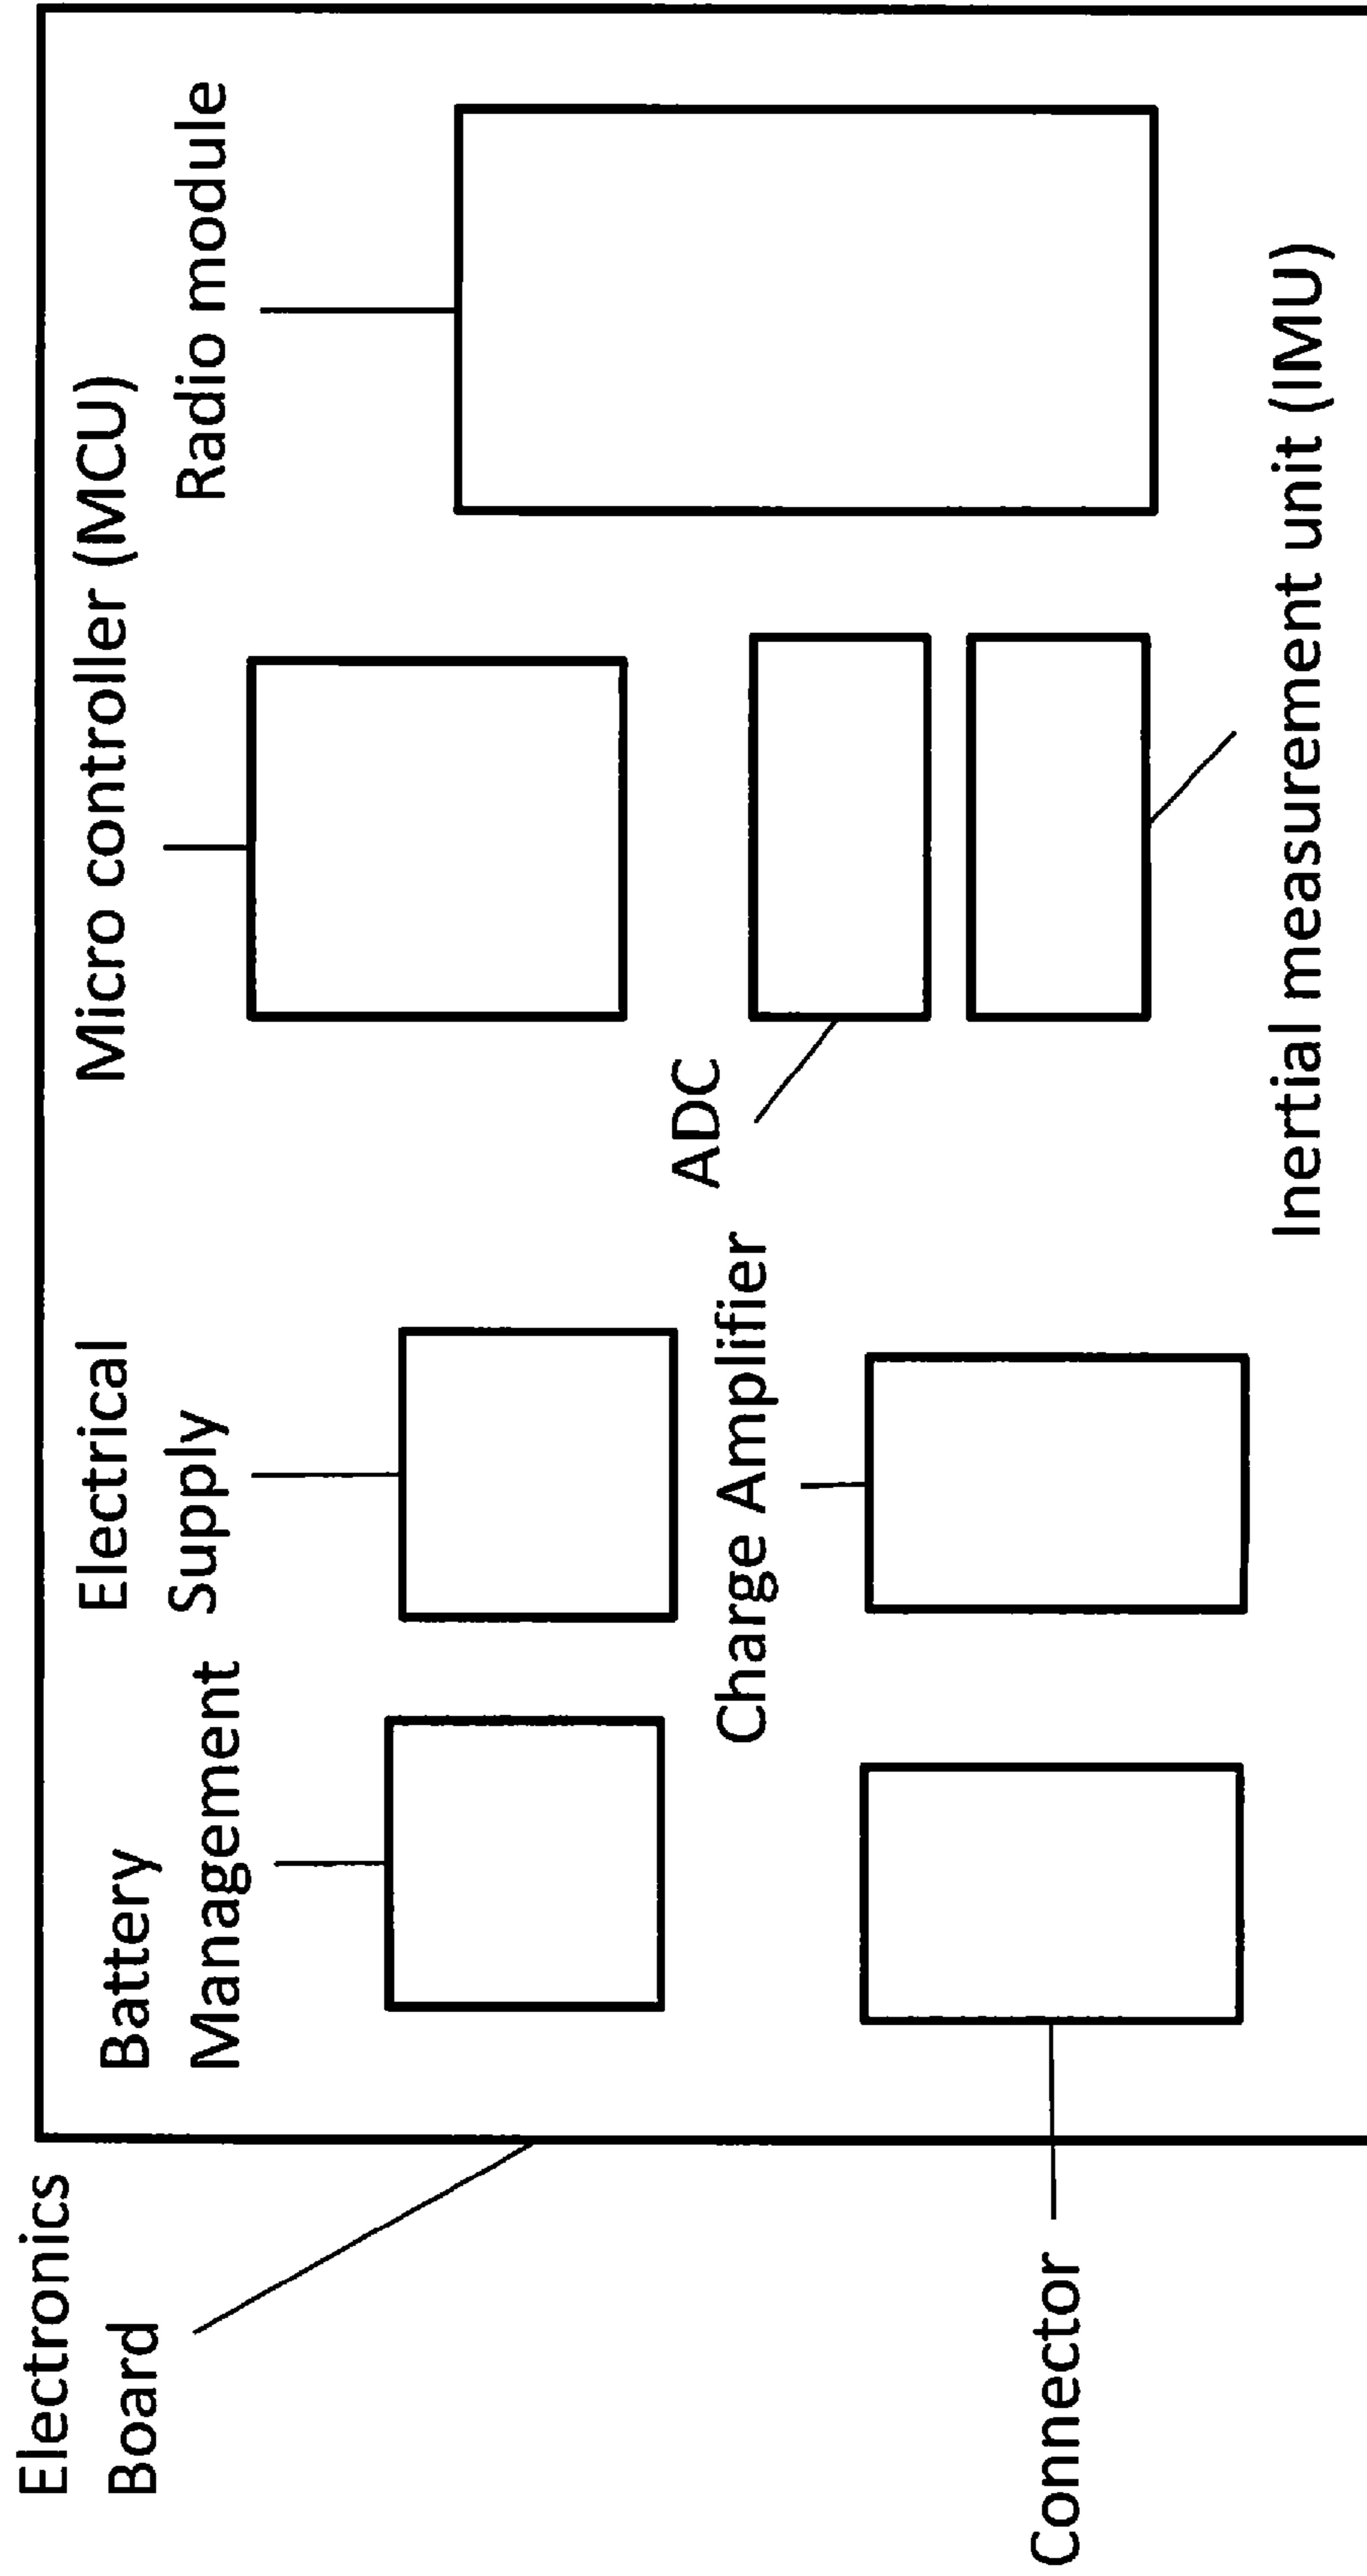 Electronics
Board
Battery
Management
Electrical
Supply
Micro controller (MCU)
Radio module
Connector
Charge Amplifier
ADC
Inertial measurement unit (IMU)